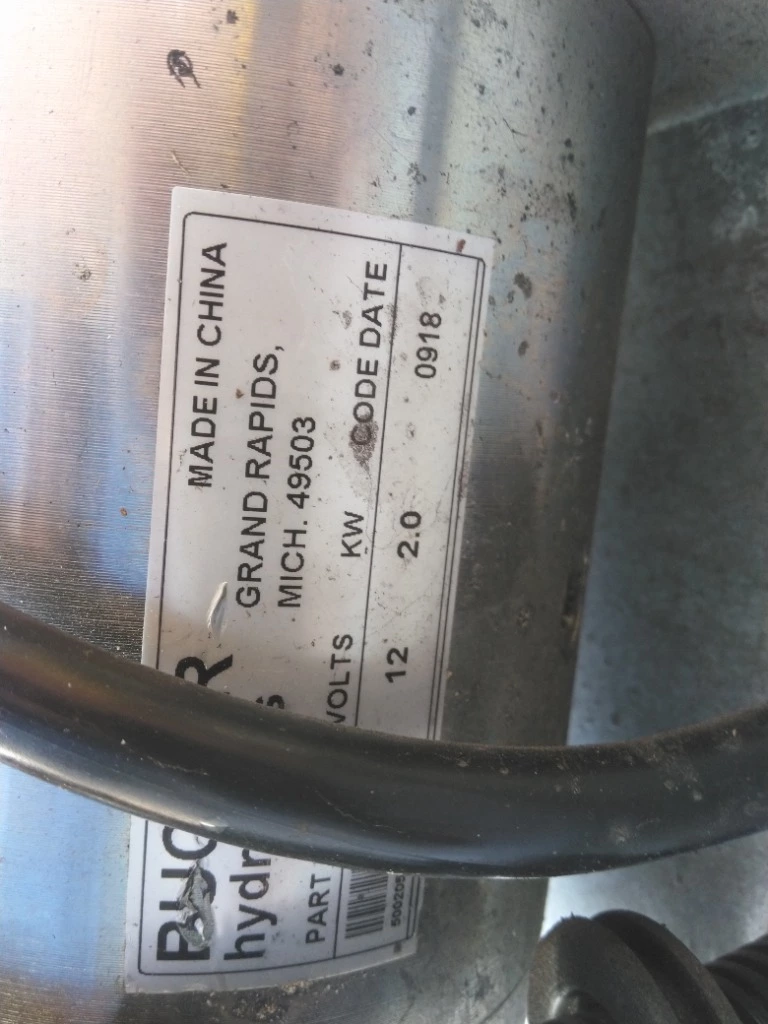 MADE IN CHINA
GRAND RAPIDS,
MICH. 49503
PART VOLTS KW CODE DATE
12 2.0 0918